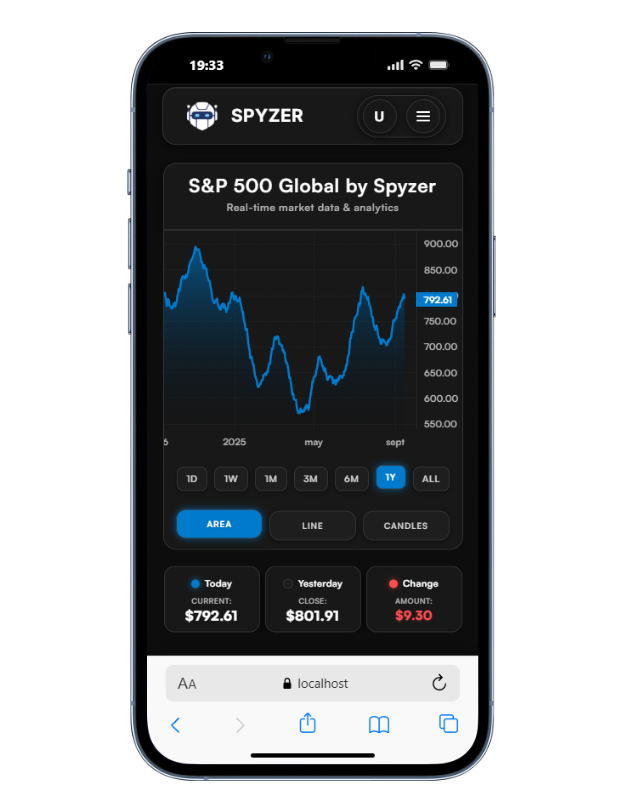 19:33
SPYZER
U
S&P 500 Global by Spyzer
Real-time market data & analytics
900.00
850.00
792.61
750.00
700.00
650.00
600.00
550.00
6 2025 may sept
1D 1W 1M 3M 6M 1Y ALL
AREA LINE CANDLES
Today Yesterday Change
CURRENT: CLOSE: AMOUNT:
$792.61 $801.91 $9.30
AA localhost